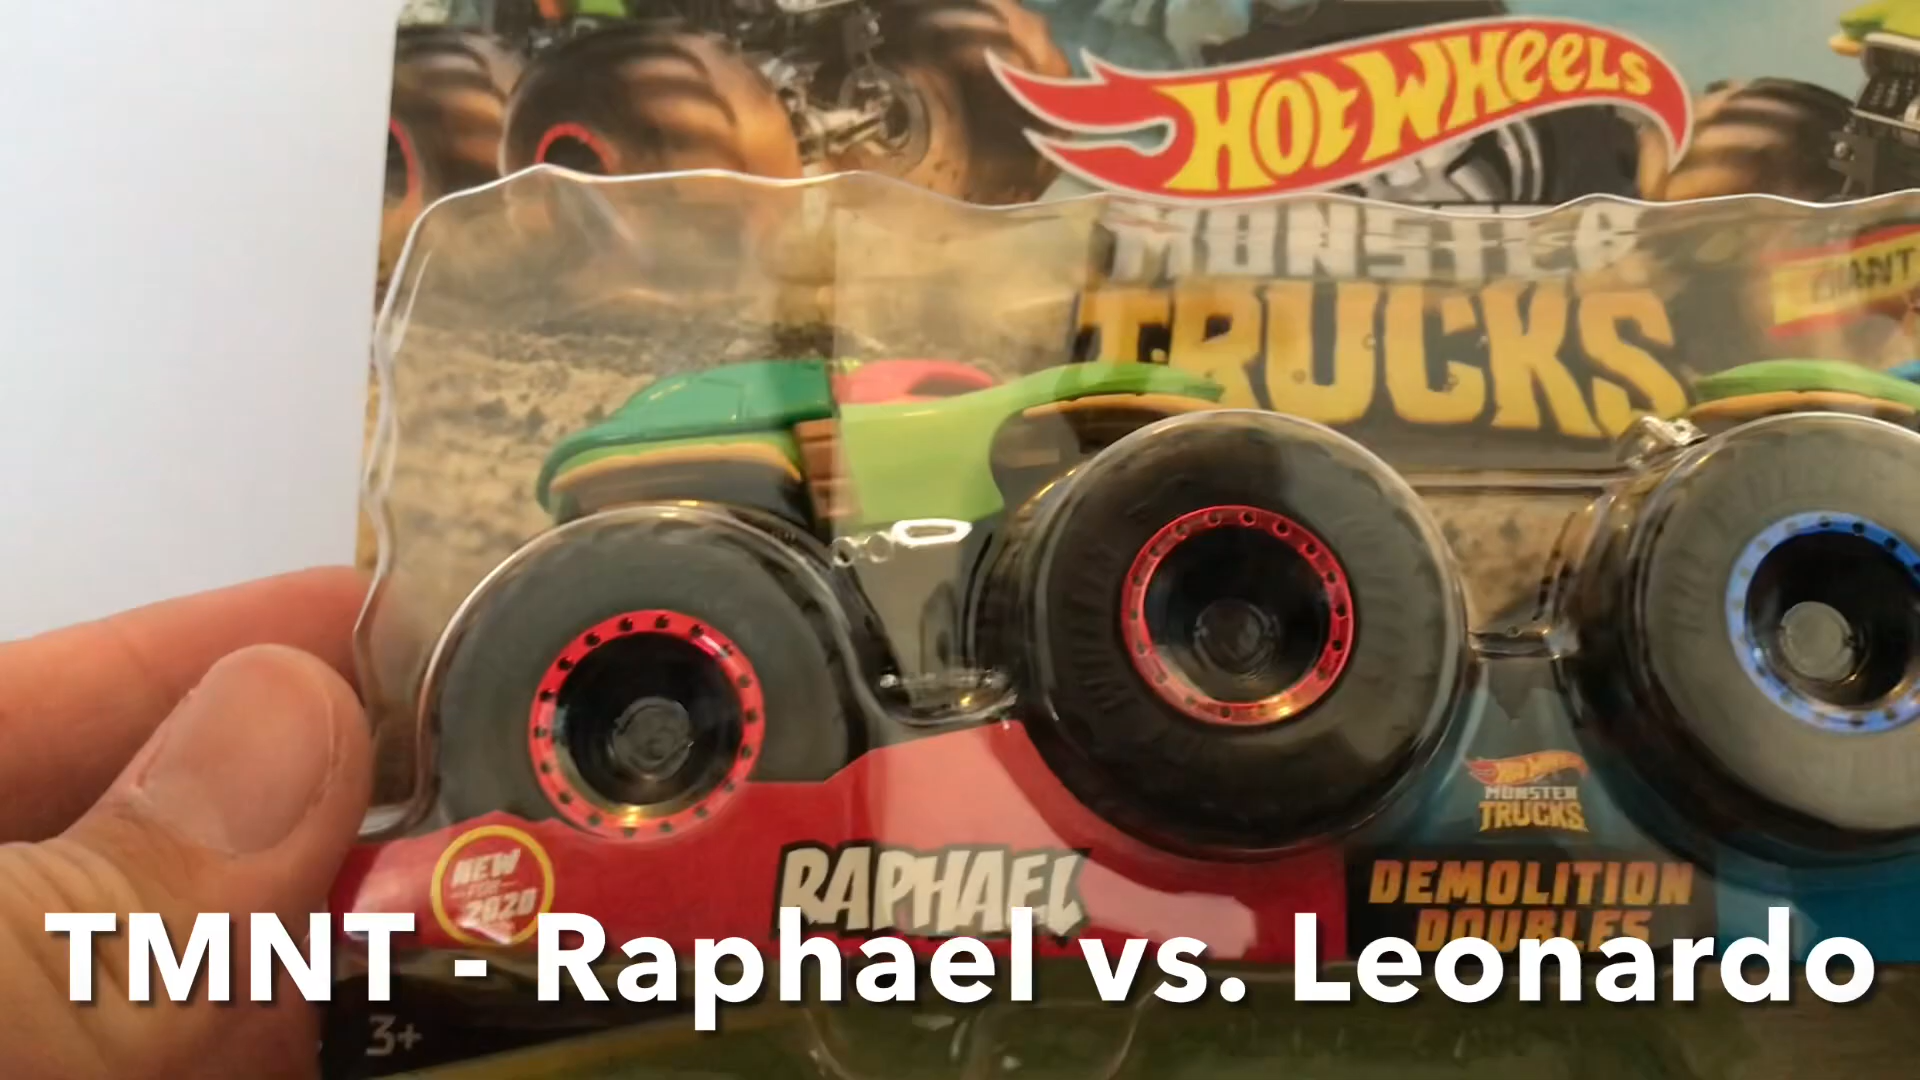 HOT WHEELS
MONSTER
TRUCKS
GIANT
RAPHAEL
NEW
FOR
2020
HOT WHEELS
MONSTER
TRUCKS
DEMOLITION
DOUBLES
TMNT - Raphael vs. Leonardo
3+